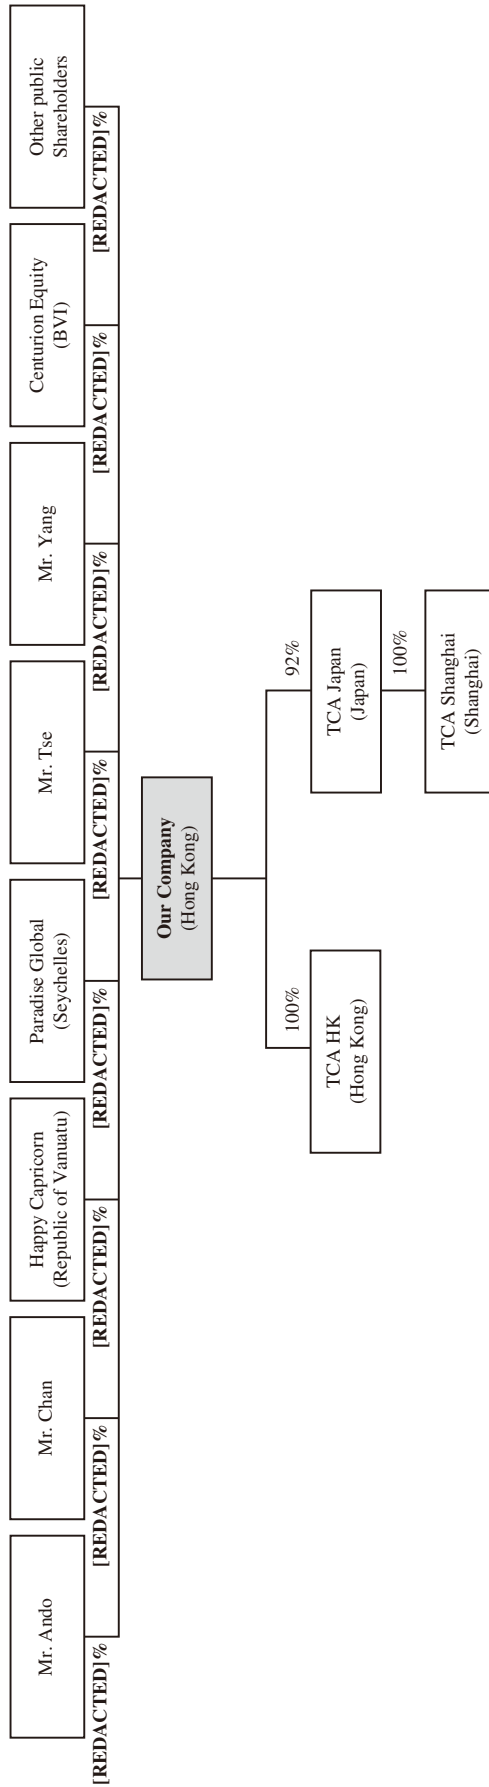 Mr. Ando
Mr. Chan
Happy Capricorn
(Republic of Vanuatu)
Paradise Global
(Seychelles)
Mr. Tse
Mr. Yang
Centurion Equity
(BVI)
Other public
Shareholders
[REDACTED]%
[REDACTED]%
[REDACTED]%
[REDACTED]%
[REDACTED]%
[REDACTED]%
[REDACTED]%
[REDACTED]%
Our Company
(Hong Kong)
100%
92%
TCA HK
(Hong Kong)
TCA Japan
(Japan)
100%
TCA Shanghai
(Shanghai)